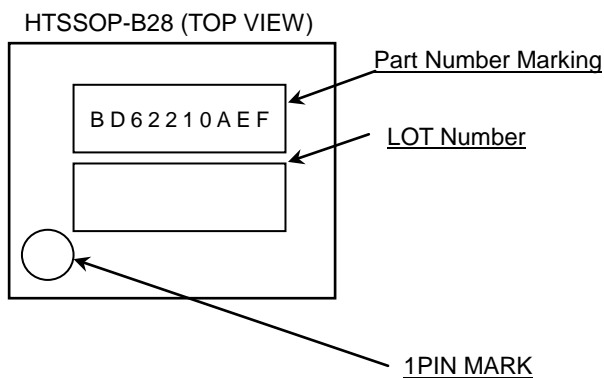 HTSSOP-B28 (TOP VIEW)
Part Number Marking
BD62210AEF
LOT Number
1PIN MARK